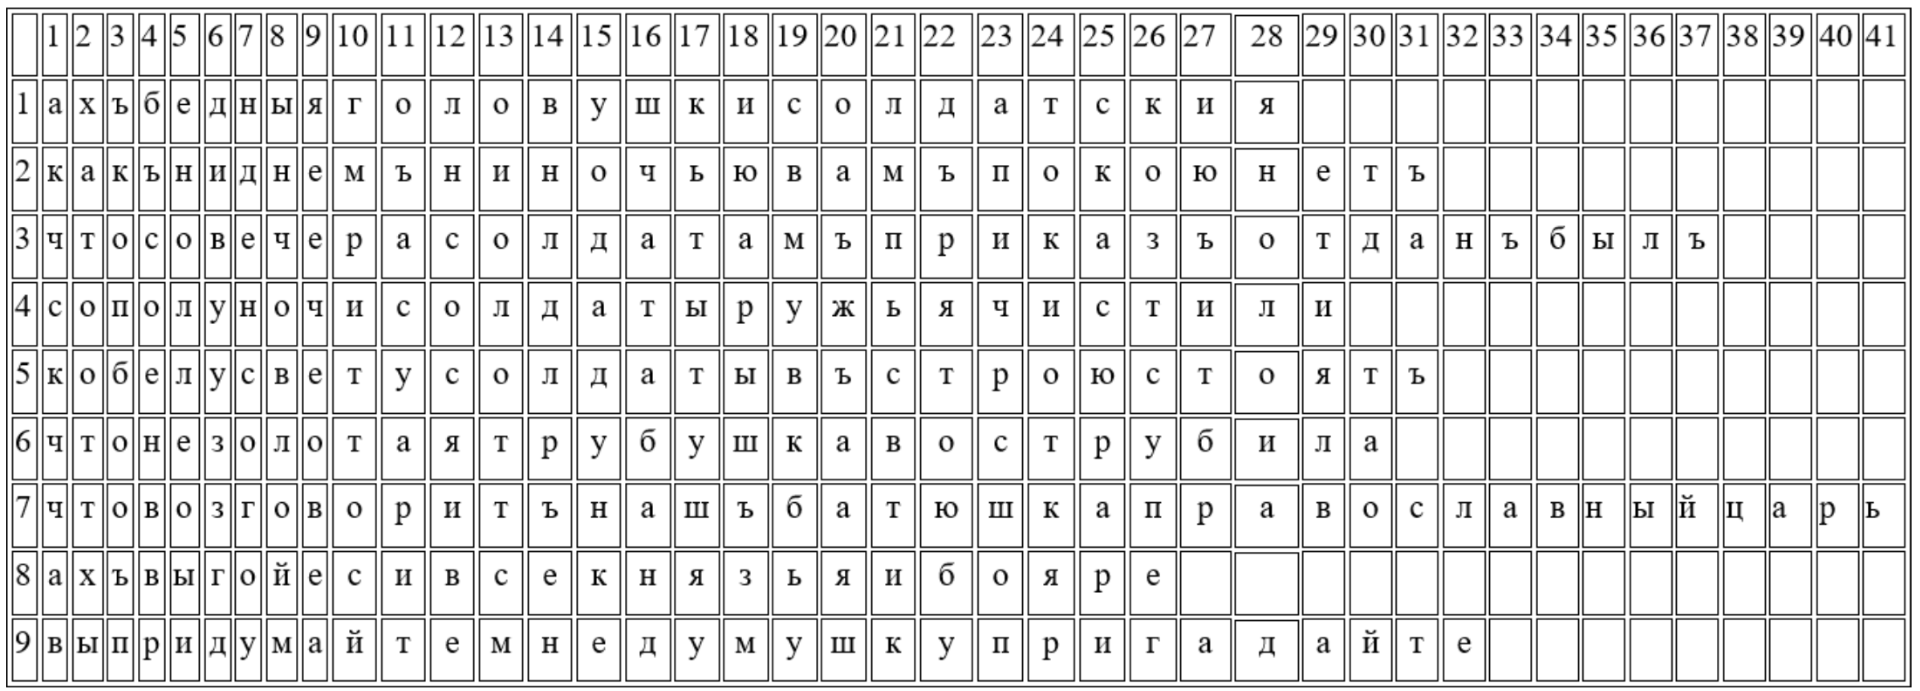 1 2 3 4 5 6 7 8 9 10 11 12 13 14 15 16 17 18 19 20 21 22 23 24 25 26 27 28 29 30 31 32 33 34 35 36 37 38 39 40 41
1 а х ъ б е д н ы я г о л о в у ш к и с о л д а т с к и я
2 к а к ъ н и д н е м ъ н и н о ч ь ю в а м ъ п о к о ю н е т ъ
3 ч т о с о в е ч е р а с о л д а т а м ъ п р и к а з ъ о т д а н ъ б ы л ъ
4 с о п о л у н о ч и с о л д а т ы р у ж ь я ч и с т и л и
5 к о б е л у с в е т у с о л д а т ы в ъ с т р о ю с т о я т ъ
6 ч т о н е з о л о т а я т р у б у ш к а в о с т р у б и л а
7 ч т о в о з г о в о р и т ъ н а ш ъ б а т ю ш к а п р а в о с л а в н ы й ц а р ь
8 а х ъ в ы г о й е с и в с е к н я з ь я и б о я р е
9 в ы п р и д у м а й т е м н е д у м у ш к у п р и г а д а й т е